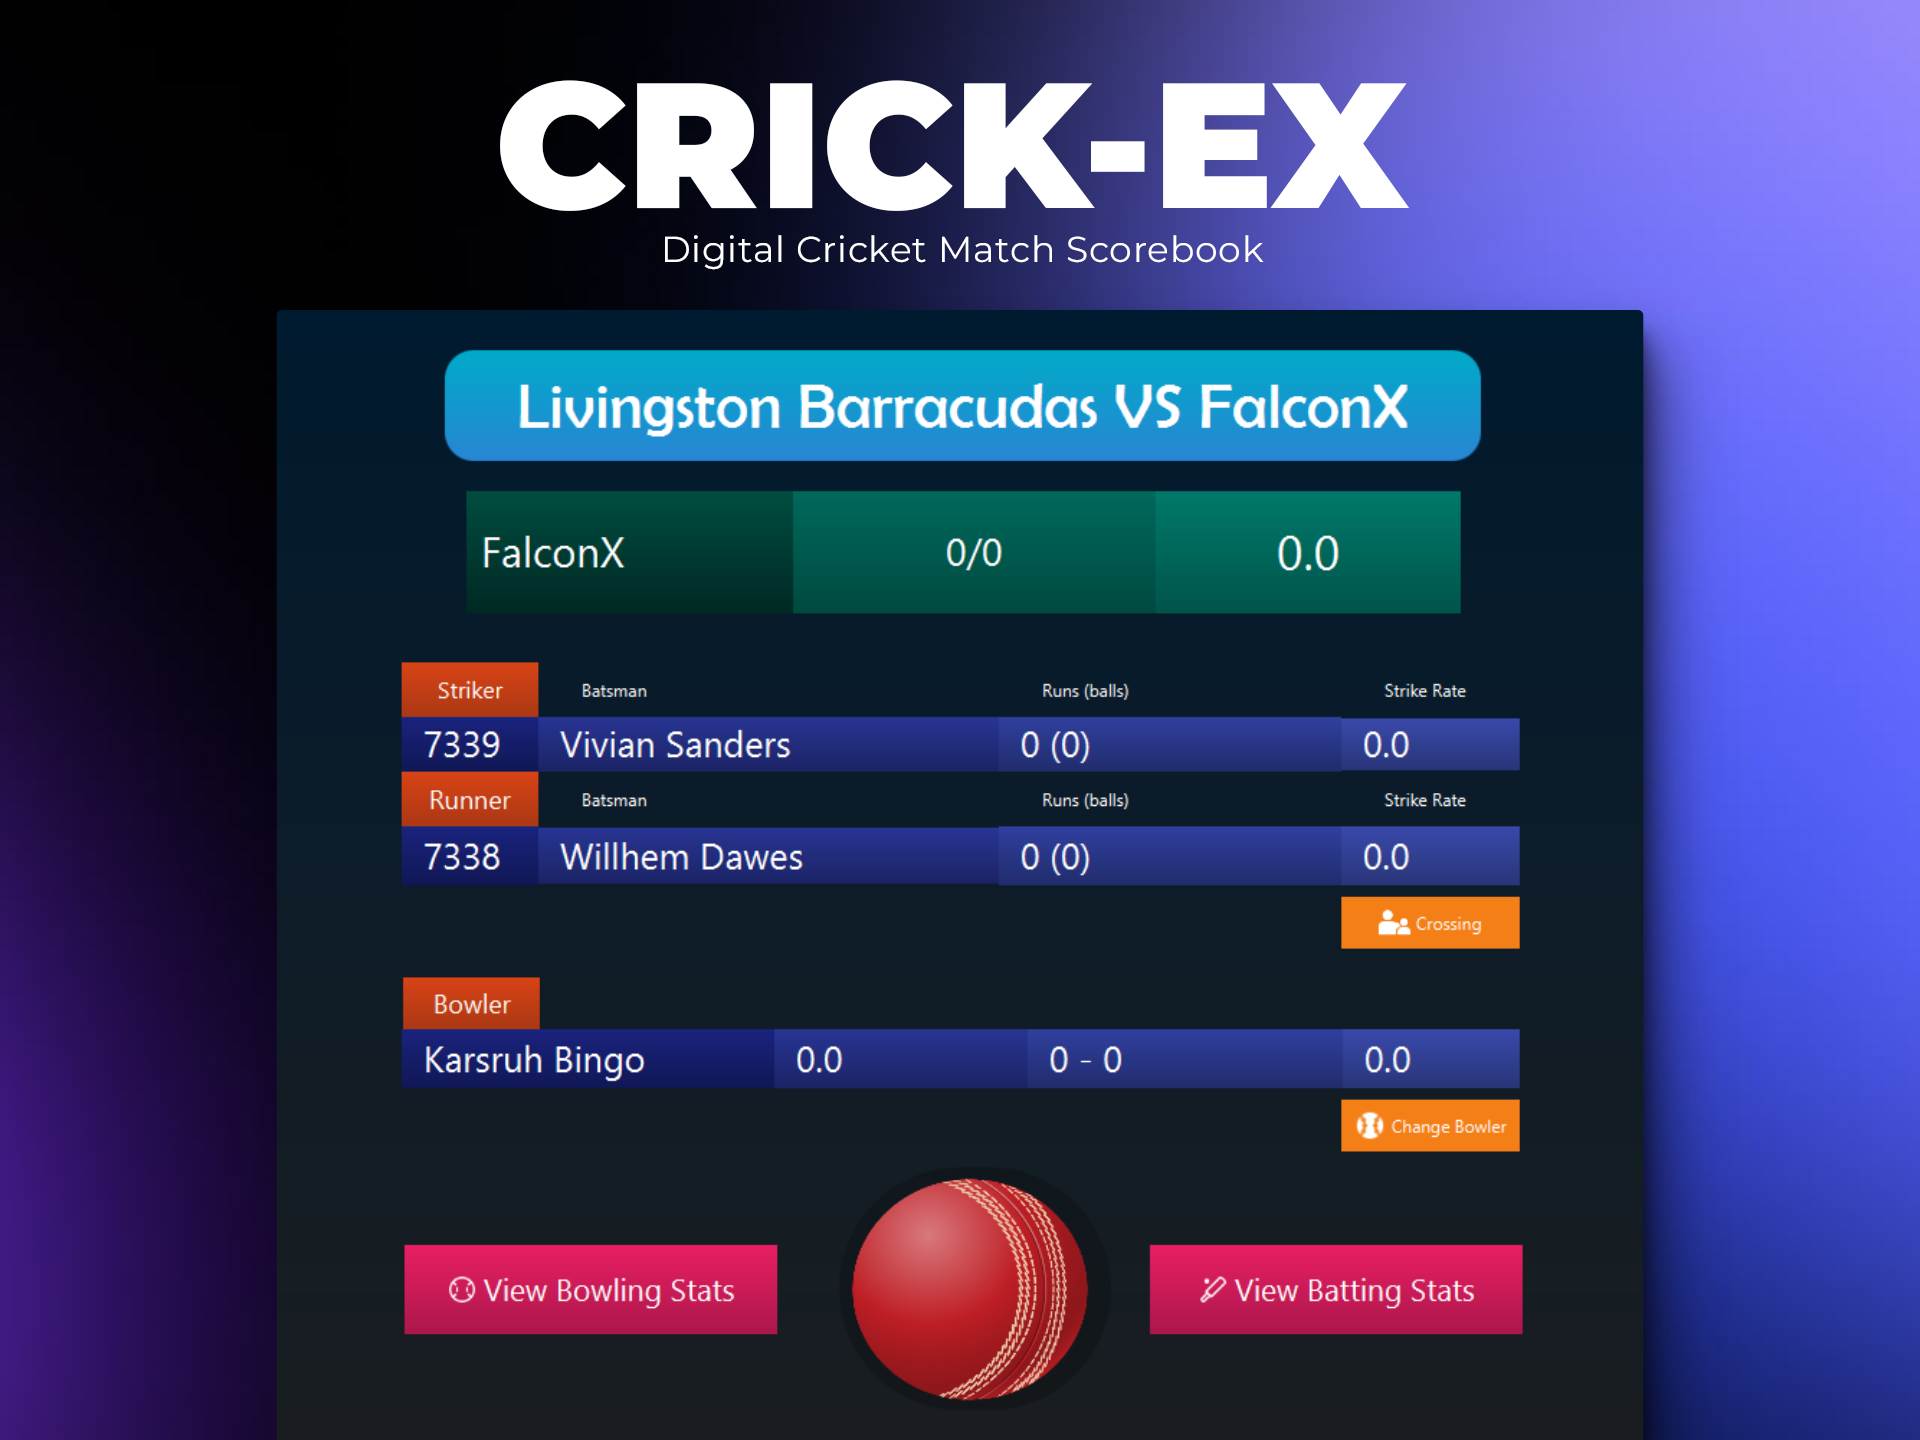 CRICK-EX
Digital Cricket Match Scorebook
Livingston Barracudas VS FalconX
FalconX 0/0 0.0
Striker Batsman Runs (balls) Strike Rate
7339 Vivian Sanders 0 (0) 0.0
Runner Batsman Runs (balls) Strike Rate
7338 Willhem Dawes 0 (0) 0.0
Crossing
Bowler
Karsruh Bingo 0.0 0 - 0 0.0
Change Bowler
View Bowling Stats View Batting Stats